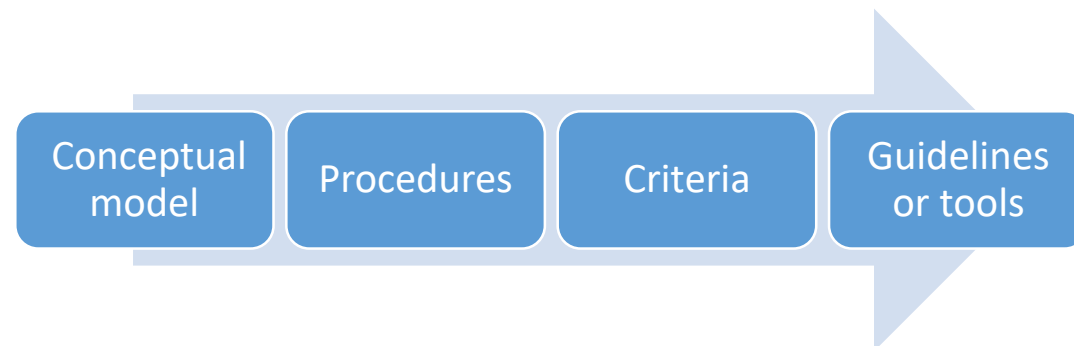 Conceptual
model
Procedures
Criteria
Guidelines
or tools